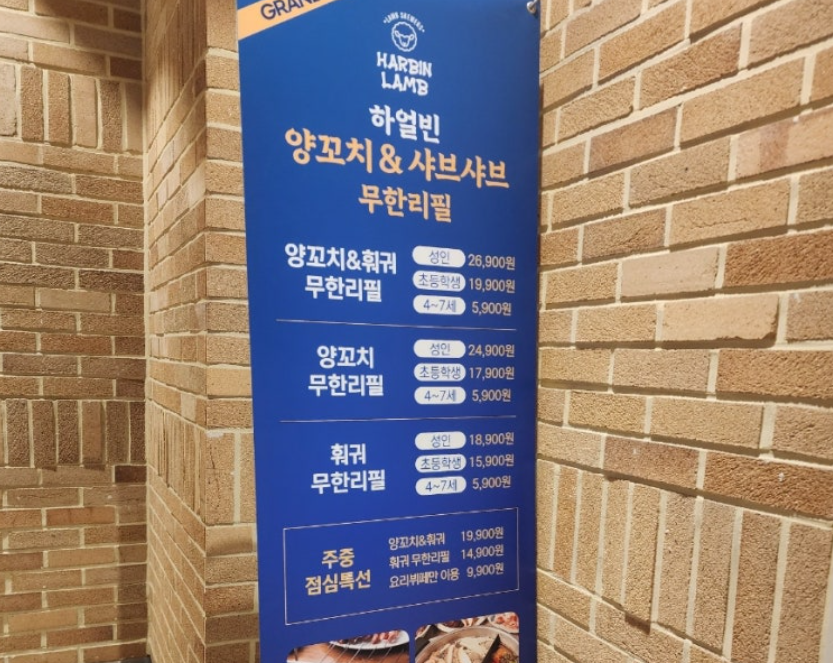 LAMB SKEWERS
HARBIN
LAMB
하얼빈
양꼬치 & 샤브샤브
무한리필
양꼬치&훠궈
무한리필
성인 26,900원
초등학생 19,900원
4~7세 5,900원
양꼬치
무한리필
성인 24,900원
초등학생 17,900원
4~7세 5,900원
훠궈
무한리필
성인 18,900원
초등학생 15,900원
4~7세 5,900원
주중
점심특선
양꼬치&훠궈 19,900원
훠궈 무한리필 14,900원
요리뷔페만 이용 9,900원